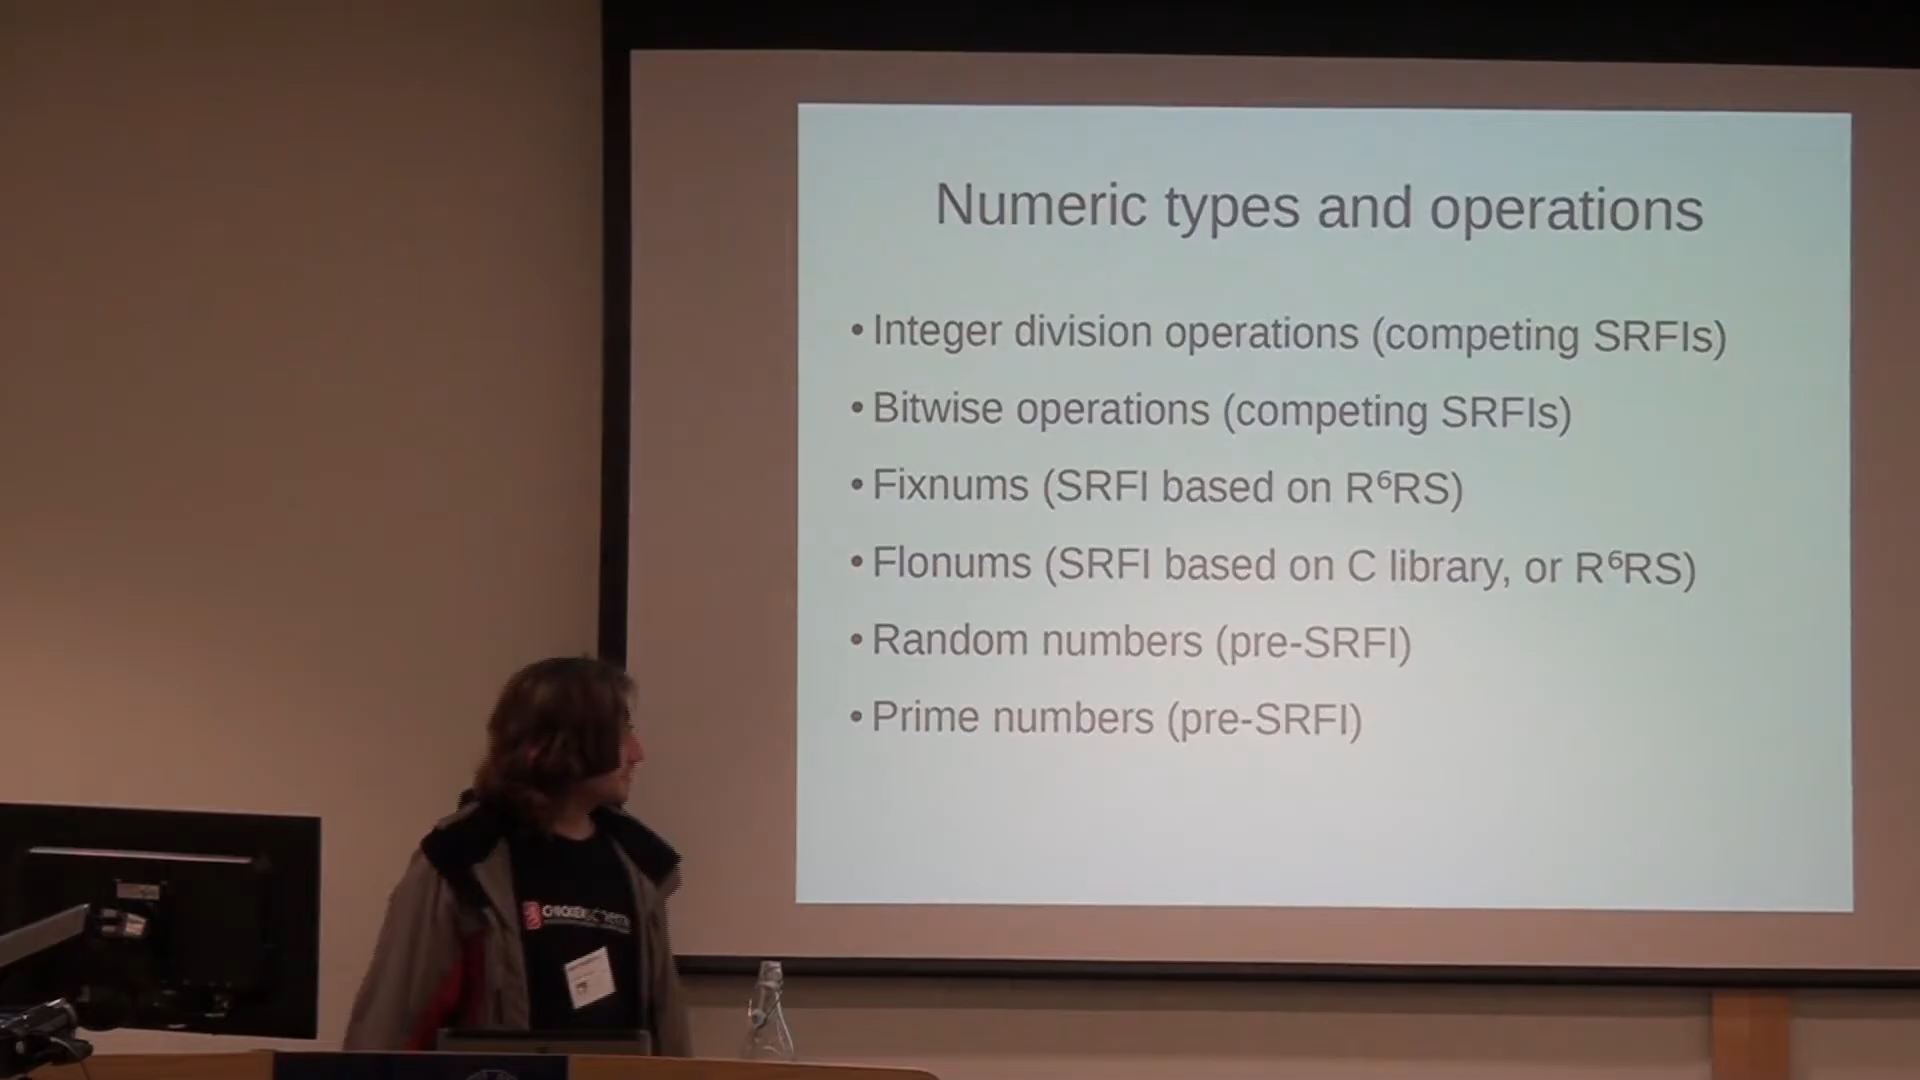 Numeric types and operations
• Integer division operations (competing SRFIs)
• Bitwise operations (competing SRFIs)
• Fixnums (SRFI based on R⁶RS)
• Flonums (SRFI based on C library, or R⁶RS)
• Random numbers (pre-SRFI)
• Prime numbers (pre-SRFI)